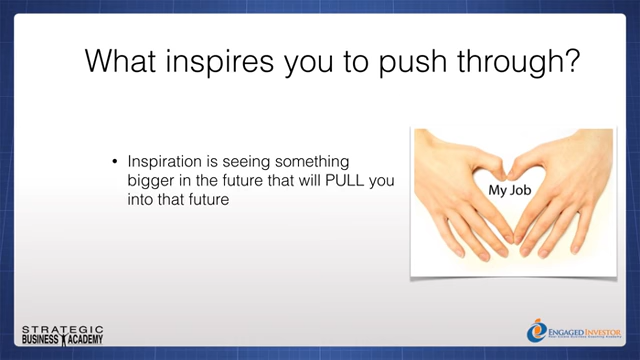 What inspires you to push through?
• Inspiration is seeing something
bigger in the future that will PULL you
into that future
My Job
STRATEGIC
BUSINESS ACADEMY
ENGAGED INVESTOR